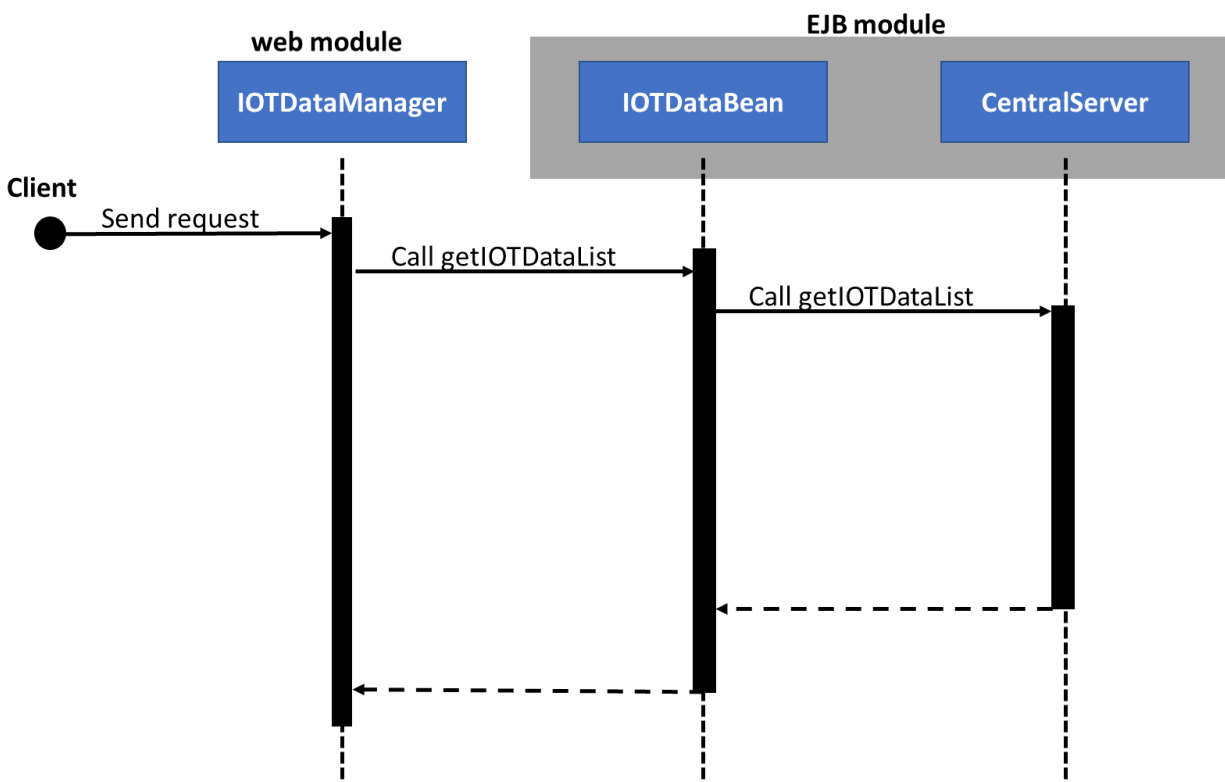 EJB module
web module
IOTDataManager
IOTDataBean
CentralServer
Client
Send request
Call getIOTDataList
Call getIOTDataList